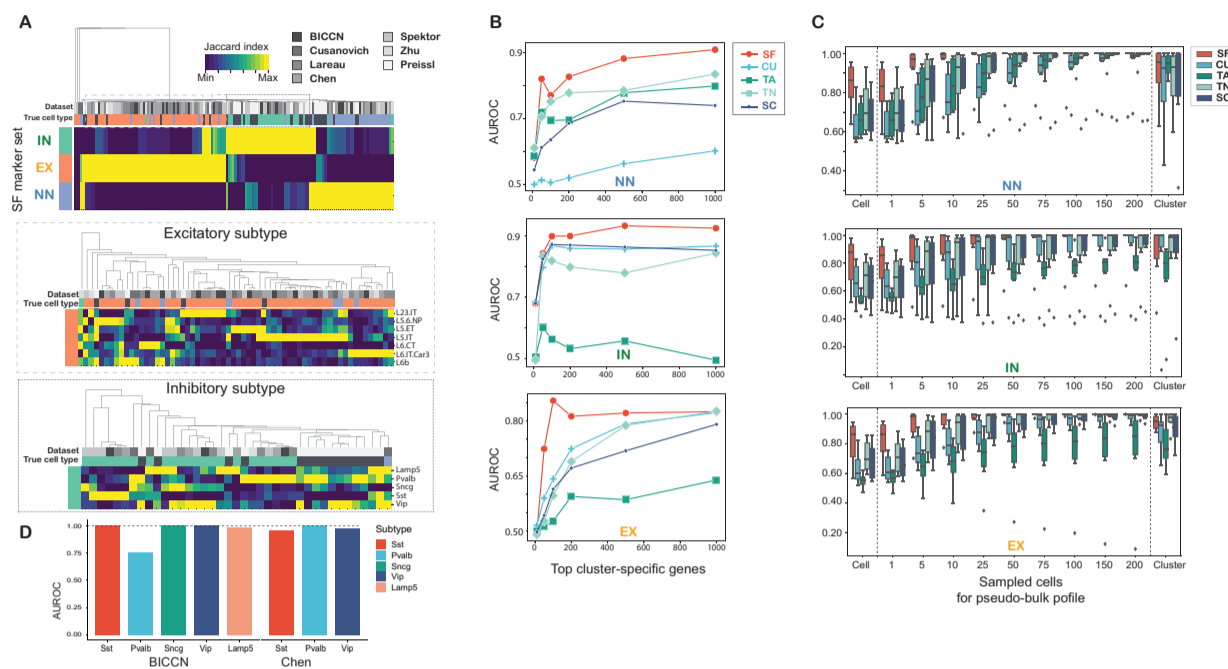 A
Jaccard index
Min Max
BICCN
Cusanovich
Lareau
Chen
Spektor
Zhu
Preissl
Dataset
True cell type
SF marker set
IN
EX
NN
Excitatory subtype
Dataset
True cell type
L23.IT
L5.6.NP
L5.ET
L5.IT
L6.CT
L6.IT.Car3
L6b
Inhibitory subtype
Dataset
True cell type
Lamp5
Pvalb
Sncg
Sst
Vip
D
AUROC
1.00
0.75
0.50
0.25
0.00
Sst Pvalb Sncg Vip Lamp5 Sst Pvalb Vip
BICCN Chen
Subtype
Sst
Pvalb
Sncg
Vip
Lamp5
B
AUROC
0.9
0.7
0.5
0 200 400 600 800 1000
NN
SF
CU
TA
TN
SC
AUROC
0.9
0.7
0.5
0 200 400 600 800 1000
IN
AUROC
0.80
0.65
0.50
0 200 400 600 800 1000
EX
Top cluster-specific genes
C
1.00
0.80
0.60
0.40
Cell 1 5 10 25 50 75 100 150 200 Cluster
NN
SF
CU
TA
TN
SC
1.00
0.80
0.60
0.40
0.20
Cell 1 5 10 25 50 75 100 150 200 Cluster
IN
1.00
0.80
0.60
0.40
0.20
Cell 1 5 10 25 50 75 100 150 200 Cluster
EX
Sampled cells
for pseudo-bulk pofile